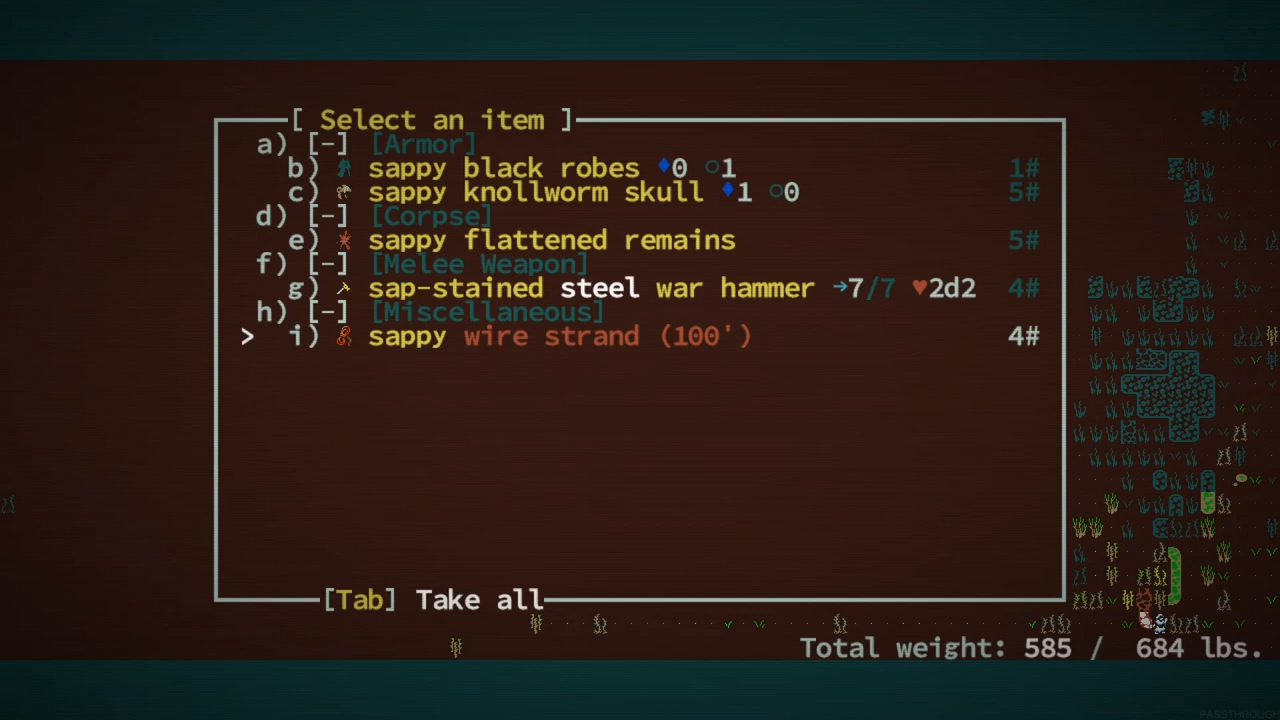 [ Select an item ]
a) [-] [Armor]
b) sappy black robes ♦0 ○1 1#
c) sappy knollworm skull ♦1 ○0 5#
d) [-] [Corpse]
e) sappy flattened remains 5#
f) [-] [Melee Weapon]
g) sap-stained steel war hammer →7/7 ♥2d2 4#
h) [-] [Miscellaneous]
> i) sappy wire strand (100') 4#
[Tab] Take all
Total weight: 585 / 684 lbs.